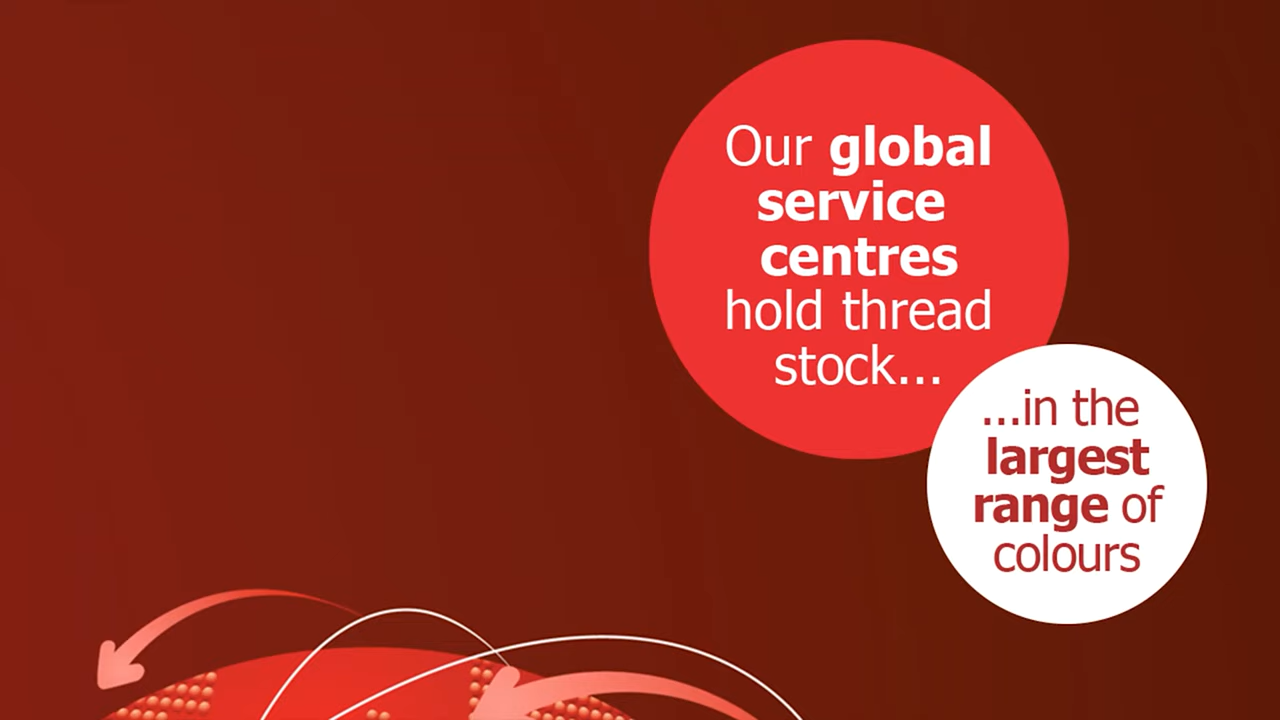 Our global
service
centres
hold thread
stock...
...in the
largest
range of
colours